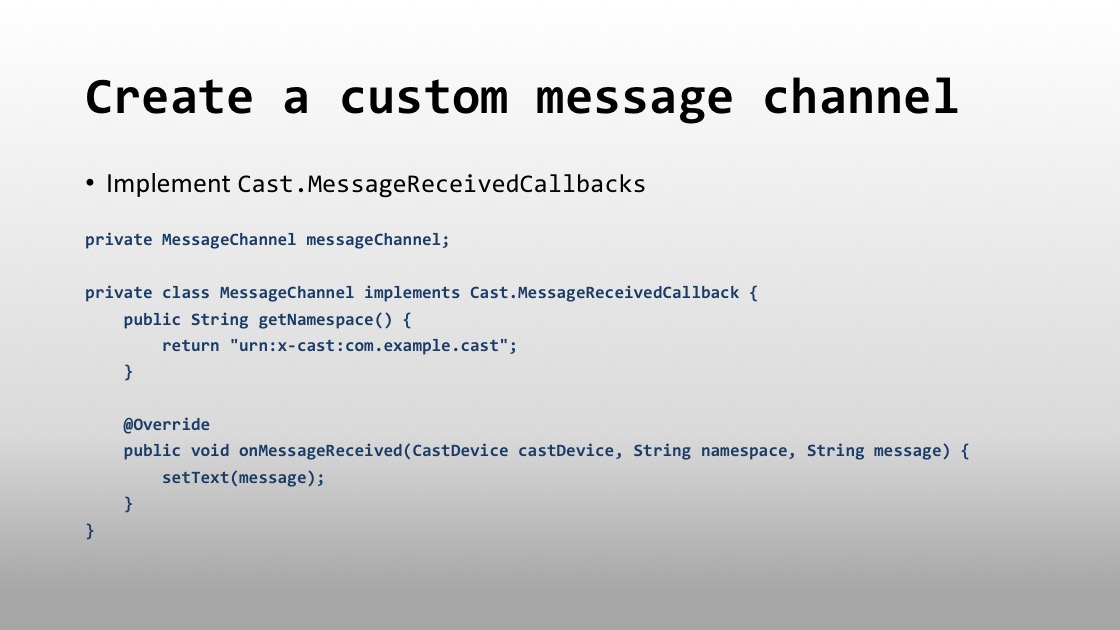 Create a custom message channel
• Implement Cast.MessageReceivedCallbacks
private MessageChannel messageChannel;
private class MessageChannel implements Cast.MessageReceivedCallback {
    public String getNamespace() {
        return "urn:x-cast:com.example.cast";
    }
    @Override
    public void onMessageReceived(CastDevice castDevice, String namespace, String message) {
        setText(message);
    }
}